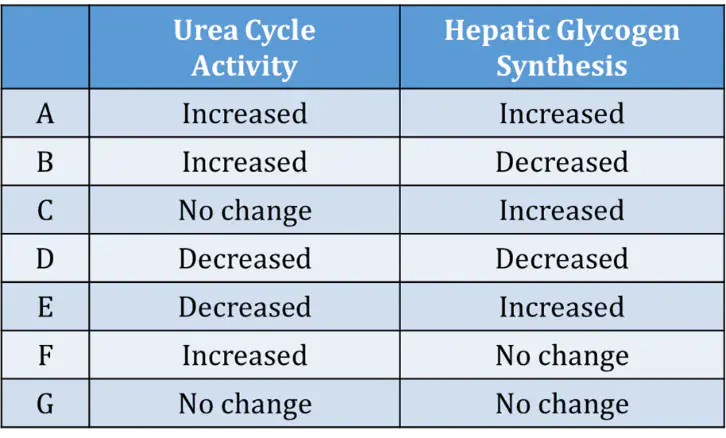 Urea Cycle Activity Hepatic Glycogen Synthesis
A Increased Increased
B Increased Decreased
C No change Increased
D Decreased Decreased
E Decreased Increased
F Increased No change
G No change No change